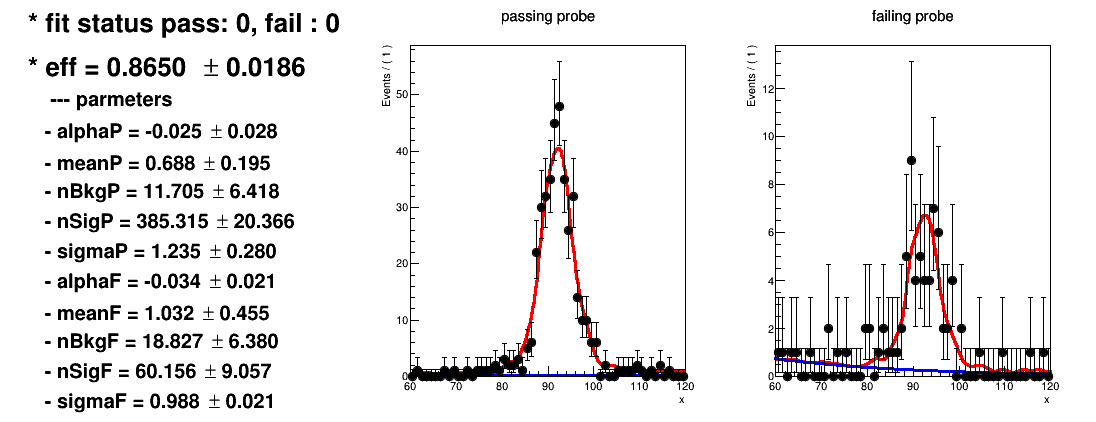 * fit status pass: 0, fail : 0
* eff = 0.8650 ± 0.0186
--- parmeters
- alphaP = -0.025 ± 0.028
- meanP = 0.688 ± 0.195
- nBkgP = 11.705 ± 6.418
- nSigP = 385.315 ± 20.366
- sigmaP = 1.235 ± 0.280
- alphaF = -0.034 ± 0.021
- meanF = 1.032 ± 0.455
- nBkgF = 18.827 ± 6.380
- nSigF = 60.156 ± 9.057
- sigmaF = 0.988 ± 0.021
passing probe
Events / ( 1 )
50
40
30
20
10
0
60 70 80 90 100 110 120
x
failing probe
Events / ( 1 )
12
10
8
6
4
2
0
60 70 80 90 100 110 120
x